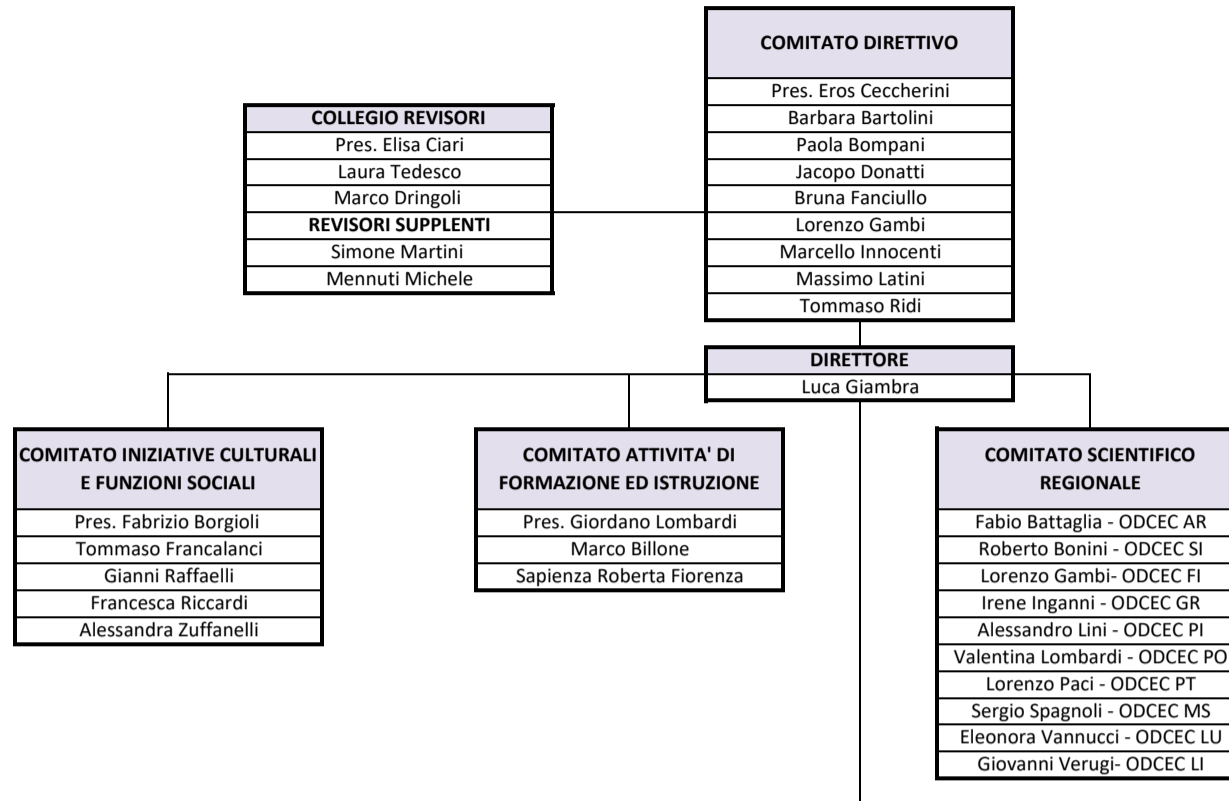 COMITATO DIRETTIVO
Pres. Eros Ceccherini
Barbara Bartolini
Paola Bompani
Jacopo Donatti
Bruna Fanciullo
Lorenzo Gambi
Marcello Innocenti
Massimo Latini
Tommaso Ridi
COLLEGIO REVISORI
Pres. Elisa Ciari
Laura Tedesco
Marco Dringoli
REVISORI SUPPLENTI
Simone Martini
Mennuti Michele
DIRETTORE
Luca Giambra
COMITATO INIZIATIVE CULTURALI
E FUNZIONI SOCIALI
Pres. Fabrizio Borgioli
Tommaso Francalanci
Gianni Raffaelli
Francesca Riccardi
Alessandra Zuffanelli
COMITATO ATTIVITA' DI
FORMAZIONE ED ISTRUZIONE
Pres. Giordano Lombardi
Marco Billone
Sapienza Roberta Fiorenza
COMITATO SCIENTIFICO
REGIONALE
Fabio Battaglia - ODCEC AR
Roberto Bonini - ODCEC SI
Lorenzo Gambi- ODCEC FI
Irene Inganni - ODCEC GR
Alessandro Lini - ODCEC PI
Valentina Lombardi - ODCEC PO
Lorenzo Paci - ODCEC PT
Sergio Spagnoli - ODCEC MS
Eleonora Vannucci - ODCEC LU
Giovanni Verugi- ODCEC LI